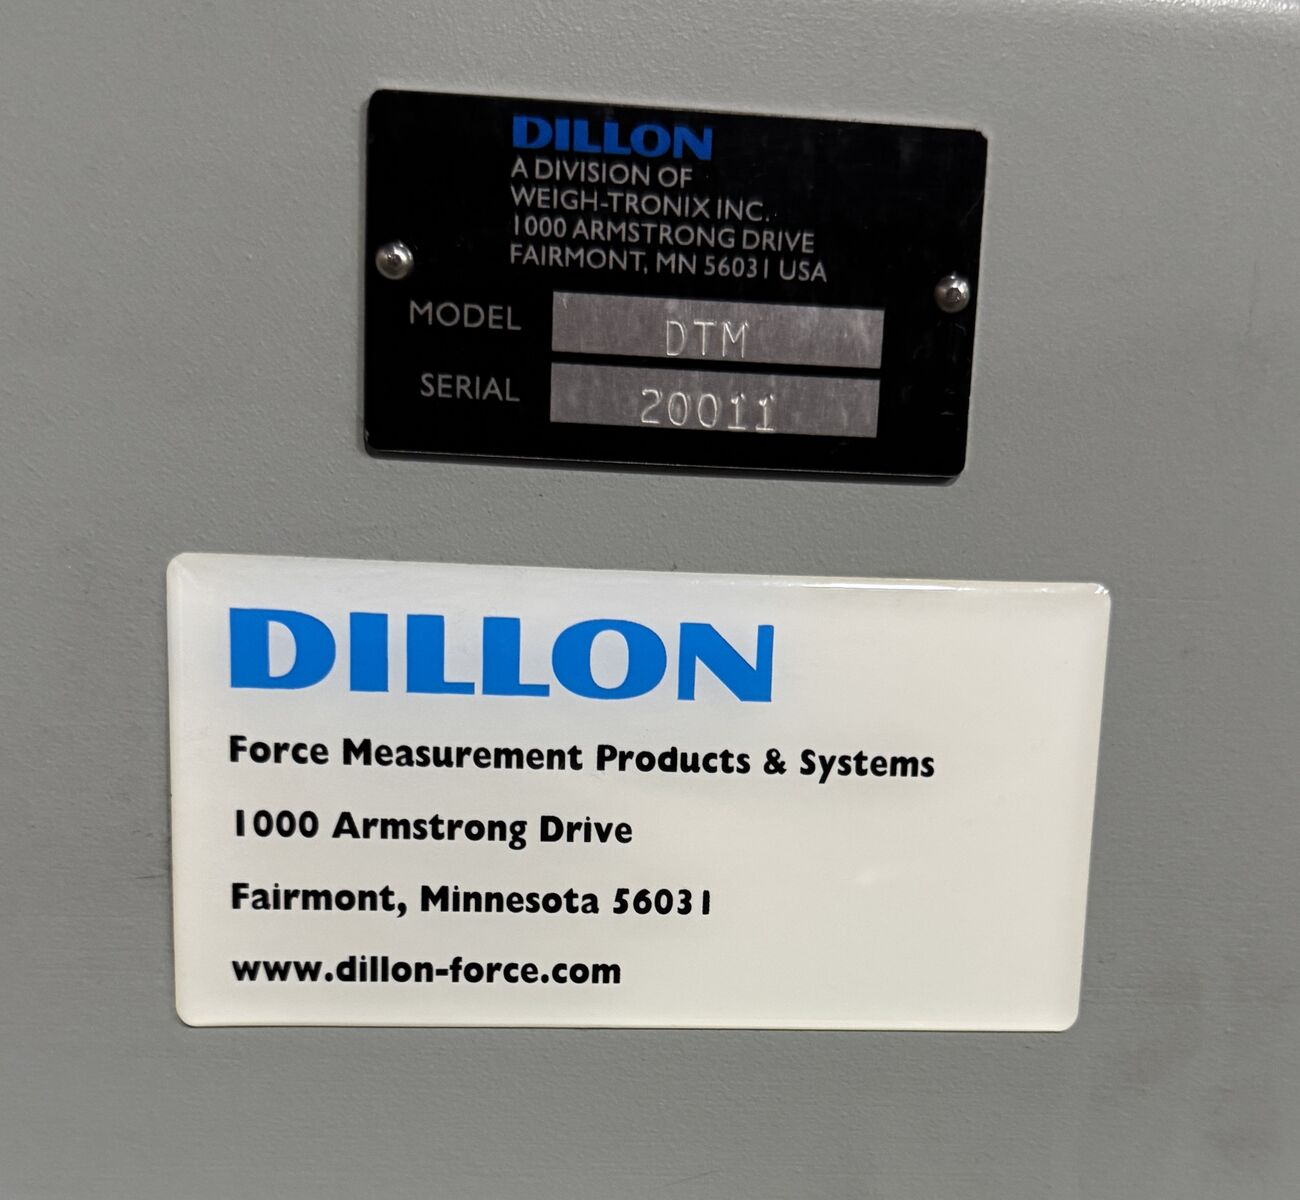 DILLON
A DIVISION OF
WEIGH-TRONIX INC.
1000 ARMSTRONG DRIVE
FAIRMONT, MN 56031 USA
MODEL DTM
SERIAL 20011
DILLON
Force Measurement Products & Systems
1000 Armstrong Drive
Fairmont, Minnesota 56031
www.dillon-force.com